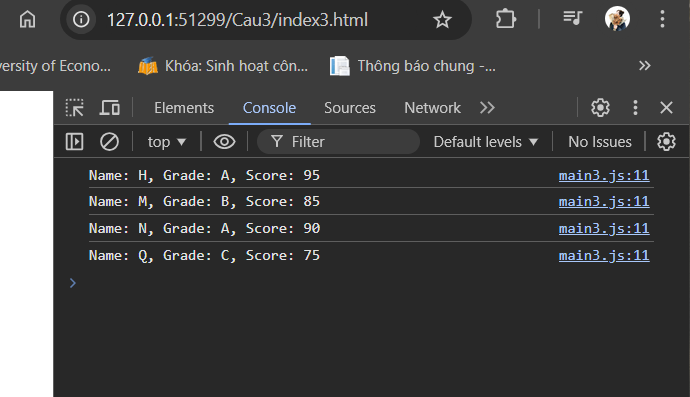 127.0.0.1:51299/Cau3/index3.html
versity of Econo... Khóa: Sinh hoạt côn... Thông báo chung -... »
Elements Console Sources Network »
top ▼ Filter Default levels ▼ No Issues
Name: H, Grade: A, Score: 95 main3.js:11
Name: M, Grade: B, Score: 85 main3.js:11
Name: N, Grade: A, Score: 90 main3.js:11
Name: Q, Grade: C, Score: 75 main3.js:11
>